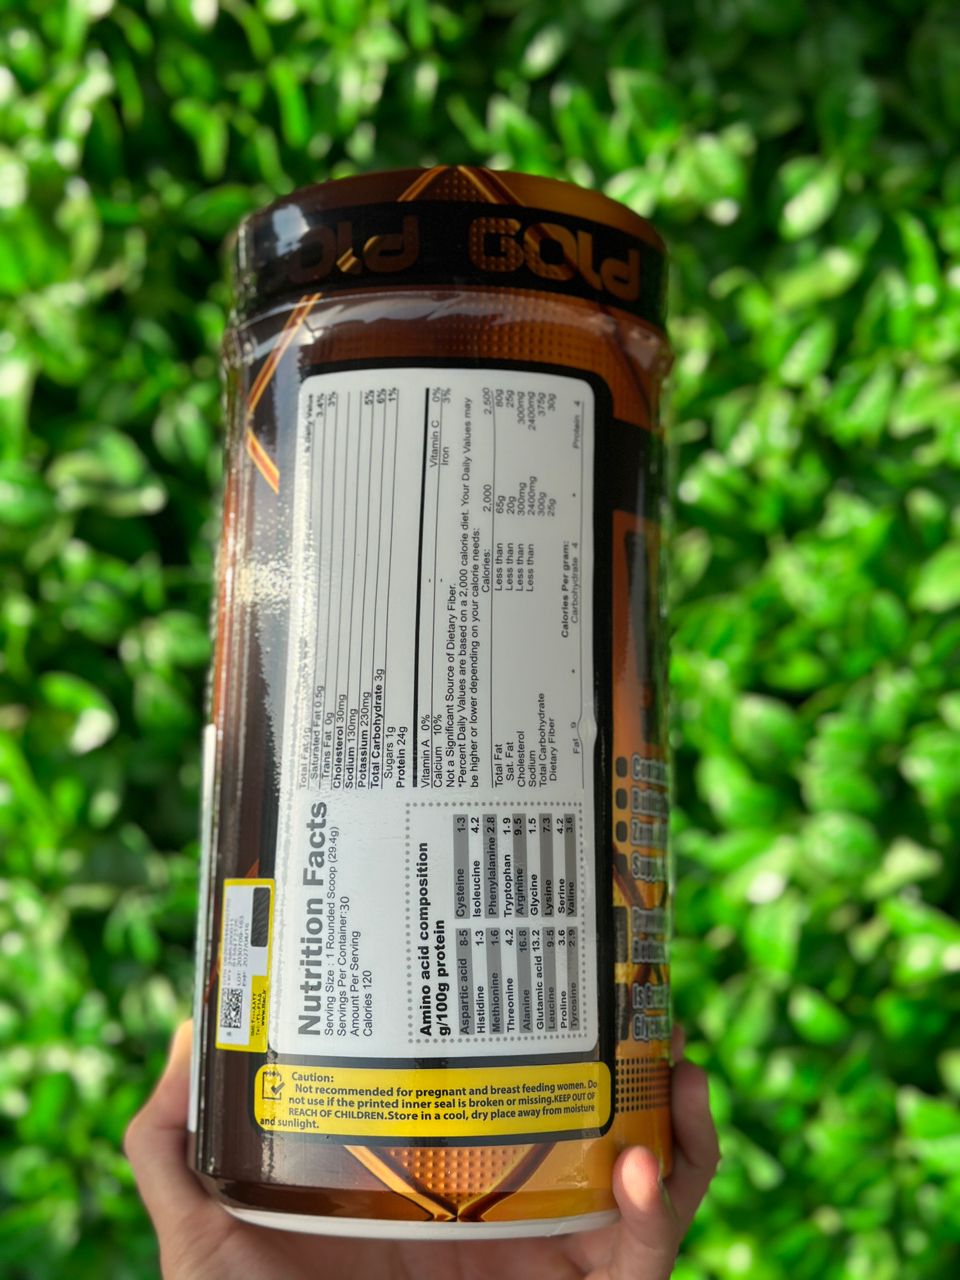 GOLD
Nutrition Facts
Serving Size : 1 Rounded Scoop (29.4g)
Servings Per Container:30
Amount Per Serving
Calories 120
% Daily Value
Total Fat 1g 3.4%
Saturated Fat 0.5g 3%
Trans Fat 0g
Cholesterol 30mg
Sodium 130mg 5%
Potassium 230mg 6%
Total Carbohydrate 3g 1%
Sugars 1g
Protein 24g
Vitamin A 0% - Vitamin C 0%
Calcium 10% - Iron 3%
Not a Significant Source of Dietary Fiber.
*Percent Daily Values are based on a 2,000 calorie diet. Your Daily Values may
be higher or lower depending on your calorie needs:
Calories: 2,000 2,500
Total Fat Less than 65g 80g
Sat. Fat Less than 20g 25g
Cholesterol Less than 300mg 300mg
Sodium Less than 2400mg 2400mg
Total Carbohydrate 300g 375g
Dietary Fiber 25g 30g
Calories Per gram:
Fat 9 • Carbohydrate 4 • Protein 4
Amino acid composition
g/100g protein
Aspartic acid 8-5 Cysteine 1-3
Histidine 1.3 Isoleucine 4.2
Methionine 1.6 Phenylalanine 2.8
Threonine 4.2 Tryptophan 1.9
Alanine 16.8 Arginine 9.5
Glutamic acid 13.2 Glycine 1.5
Leucine 9.5 Lysine 7.3
Proline 3.6 Serine 4.2
Tyrosine 2.9 Valine 3.6
Caution:
Not recommended for pregnant and breast feeding women. Do
not use if the printed inner seal is broken or missing.KEEP OUT OF
REACH OF CHILDREN.Store in a cool, dry place away from moisture
and sunlight.